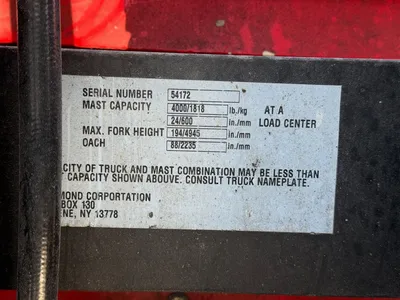 SERIAL NUMBER 54172
MAST CAPACITY 4000/1818 lb./kg AT A
24/600 in./mm LOAD CENTER
MAX. FORK HEIGHT 194/4945 in./mm
OACH 88/2235 in./mm
CITY OF TRUCK AND MAST COMBINATION MAY BE LESS THAN
CAPACITY SHOWN ABOUVE. CONSULT TRUCK NAMEPLATE.
MOND CORPORTATION
BOX 130
ENE, NY 13778